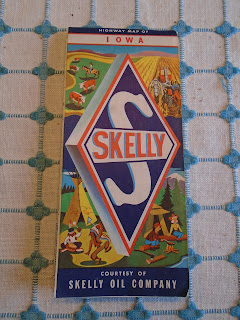 HIGHWAY MAP OF
IOWA
S
SKELLY
COURTESY OF
SKELLY OIL COMPANY